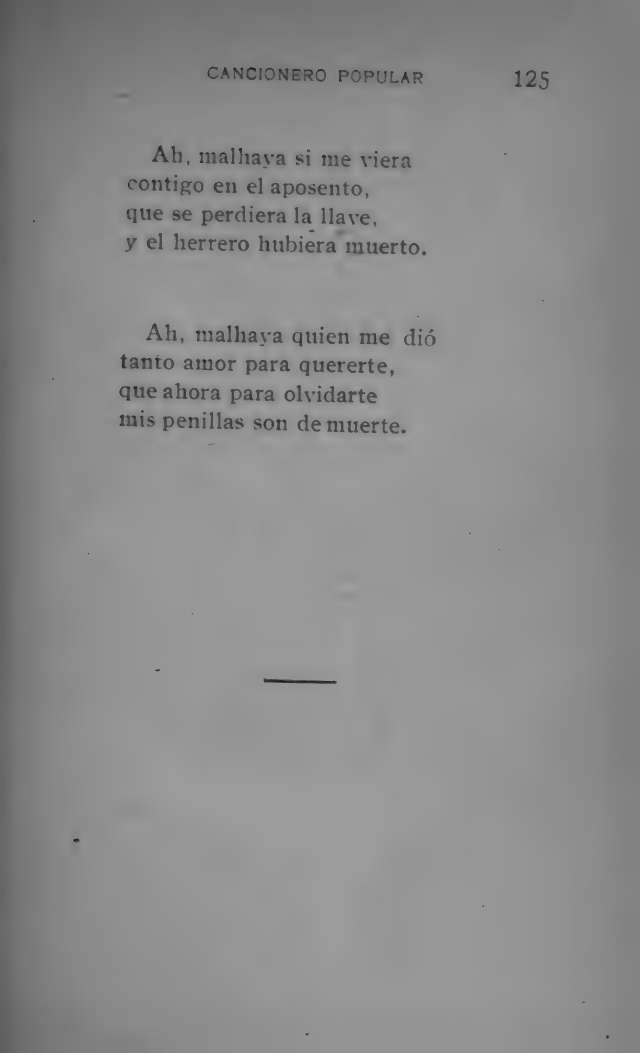 CANCIONERO POPULAR 125
Ah, malhaya si me viera
contigo en el aposento,
que se perdiera la llave,
y el herrero hubiera muerto.
Ah, malhaya quien me dió
tanto amor para quererte,
que ahora para olvidarte
mis penillas son de muerte.